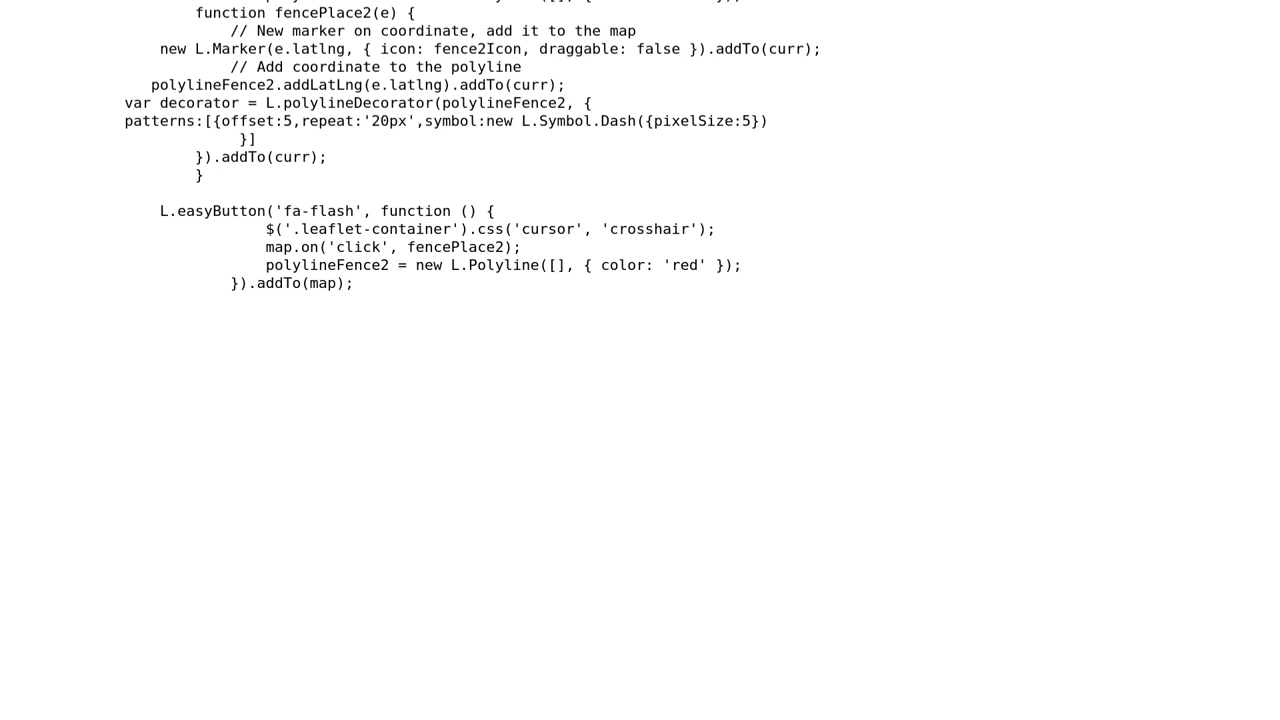 function fencePlace2(e) {
// New marker on coordinate, add it to the map
new L.Marker(e.latlng, { icon: fence2Icon, draggable: false }).addTo(curr);
// Add coordinate to the polyline
polylineFence2.addLatLng(e.latlng).addTo(curr);
var decorator = L.polylineDecorator(polylineFence2, {
patterns:[{offset:5,repeat:'20px',symbol:new L.Symbol.Dash({pixelSize:5})
}]
}).addTo(curr);
}
L.easyButton('fa-flash', function () {
$('.leaflet-container').css('cursor', 'crosshair');
map.on('click', fencePlace2);
polylineFence2 = new L.Polyline([], { color: 'red' });
}).addTo(map);